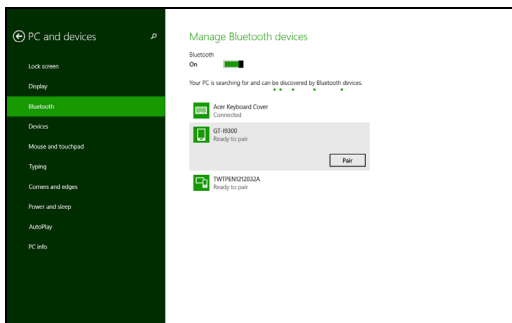 PC and devices
Lock screen
Display
Bluetooth
Devices
Mouse and touchpad
Typing
Corners and edges
Power and sleep
AutoPlay
PC info
Manage Bluetooth devices
Bluetooth
On
Your PC is searching for and can be discovered by Bluetooth devices.
Acer Keyboard Cover
Connected
GT-I9300
Ready to pair
Pair
TWTPEN1212032A
Ready to pair